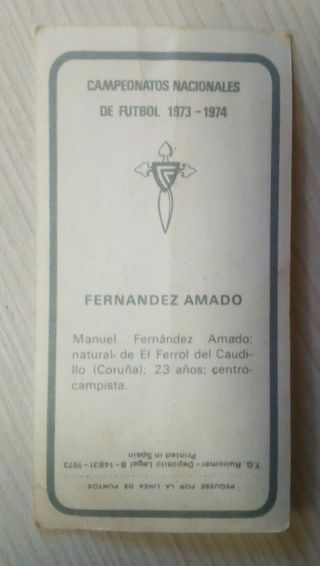 CAMPEONATOS NACIONALES
DE FUTBOL 1973-1974
FERNANDEZ AMADO
Manuel Fernández Amado;
natural de El Ferrol del Caudi-
llo (Coruña); 23 años; centro-
campista.
PEGUESE POR LA LINEA DE PUNTOS
T.G. Ruiromer - Depósito Legal B-14831-1973
Printed in Spain